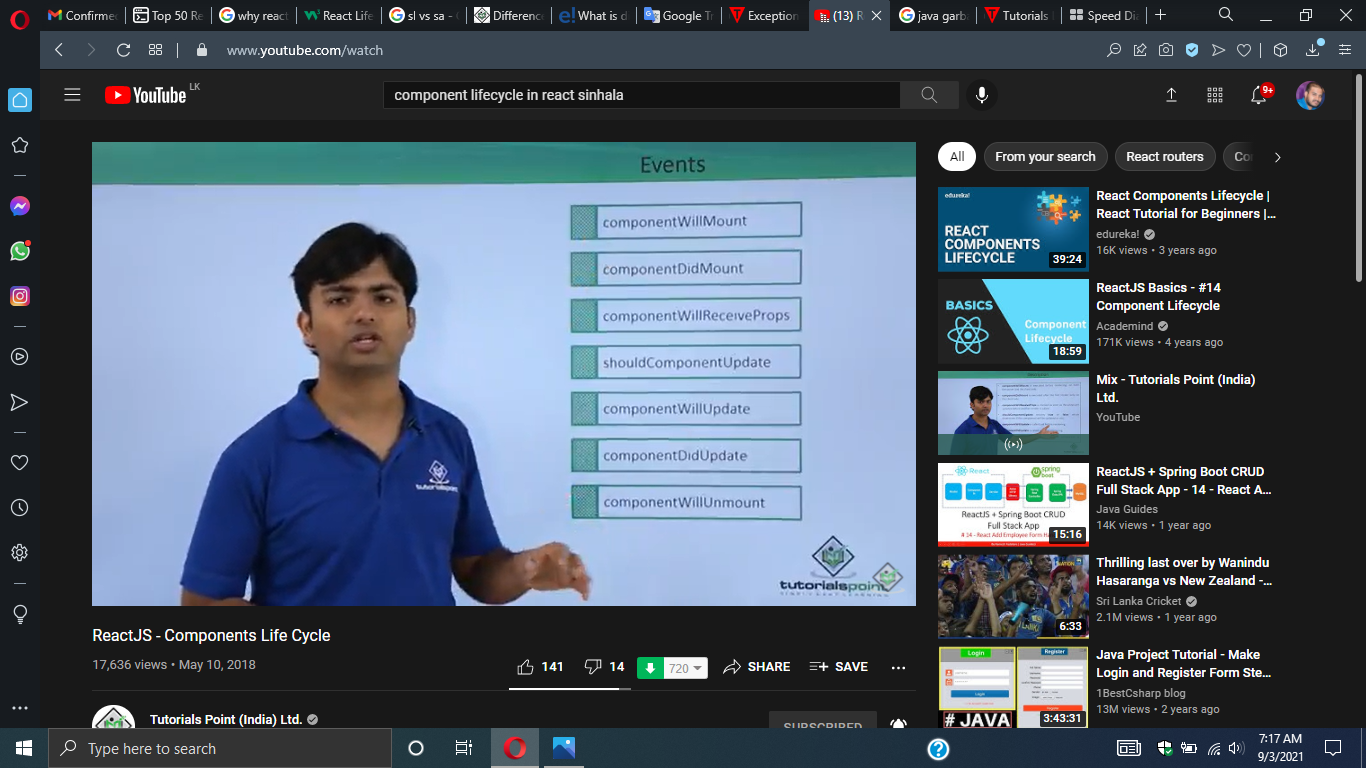 Confirmed
Top 50 Re
why react
React Life
sl vs sa - G
Difference
What is d
Google Tr
Exception
(13) R
java garb
Tutorials
Speed Dia
www.youtube.com/watch
YouTube LK
component lifecycle in react sinhala
9+
Events
componentWillMount
componentDidMount
componentWillReceiveProps
shouldComponentUpdate
componentWillUpdate
componentDidUpdate
componentWillUnmount
tutorialspoint
tutorialspoint
SIMPLY EASY LEARNING
ReactJS - Components Life Cycle
17,636 views • May 10, 2018
141
14
720
SHARE
SAVE
Tutorials Point (India) Ltd.
SUBSCRIBED
All
From your search
React routers
Co
edureka!
REACT
COMPONENTS
LIFECYCLE
39:24
React Components Lifecycle |
React Tutorial for Beginners |...
edureka!
16K views • 3 years ago
BASICS
Component
Lifecycle
18:59
ReactJS Basics - #14
Component Lifecycle
Academind
171K views • 4 years ago
Mix - Tutorials Point (India)
Ltd.
YouTube
React
spring
boot
ReactJS + Spring Boot CRUD
Full Stack App
# 14 - React Add Employee Form Ha
15:16
ReactJS + Spring Boot CRUD
Full Stack App - 14 - React A...
Java Guides
14K views • 1 year ago
6:33
Thrilling last over by Wanindu
Hasaranga vs New Zealand -...
Sri Lanka Cricket
2.1M views • 1 year ago
Login
Register
# JAVA
3:43:31
Java Project Tutorial - Make
Login and Register Form Ste...
1BestCsharp blog
13M views • 2 years ago
Type here to search
7:17 AM
9/3/2021